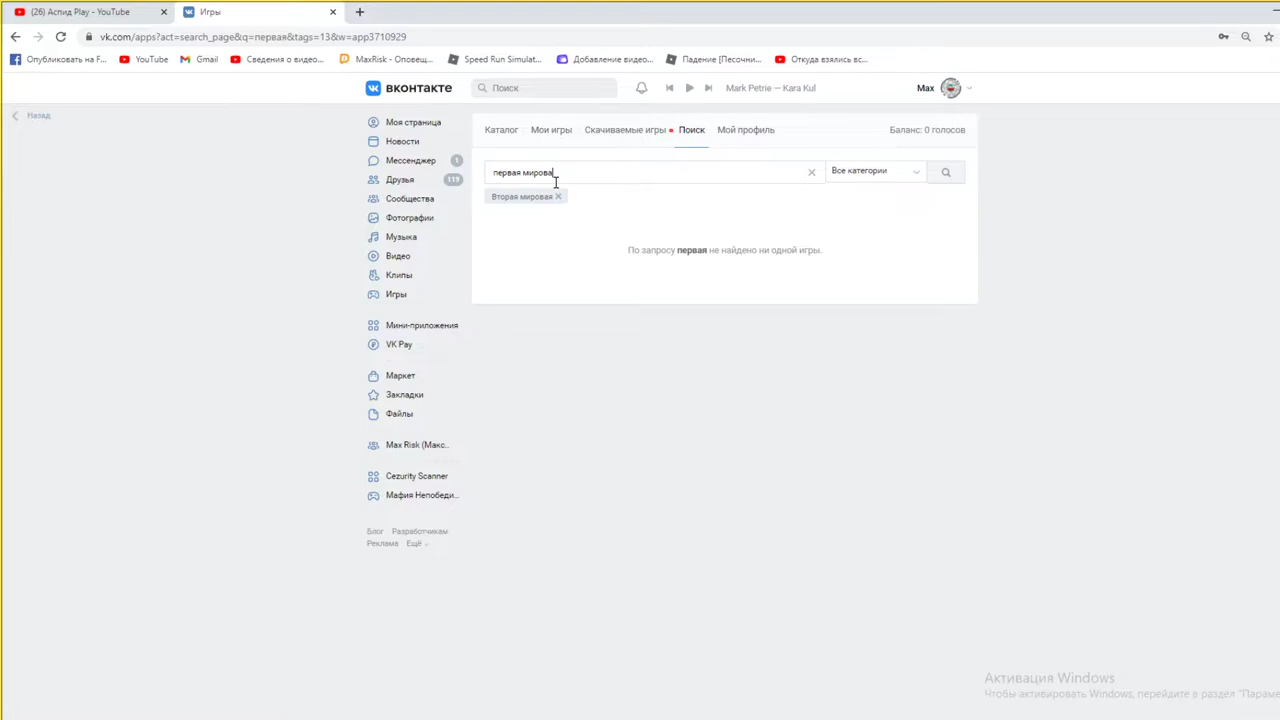 (26) Аспид Play - YouTube
Игры
vk.com/apps?act=search_page&q=первая&tags=13&w=app3710929
Опубликовать на F...
YouTube
Gmail
Сведения о видео...
MaxRisk - Оповещ...
Speed Run Simulat...
Добавление видео...
Падение [Песочни...
Откуда взялись вс...
вконтакте
Поиск
Mark Petrie — Kara Kul
Max
Назад
Моя страница
Новости
Мессенджер 1
Друзья 119
Сообщества
Фотографии
Музыка
Видео
Клипы
Игры
Мини-приложения
VK Pay
Маркет
Закладки
Файлы
Max Risk (Макс..
Cezurity Scanner
Мафия Непобеди...
Блог Разработчикам
Реклама Ещё
Каталог Мои игры Скачиваемые игры Поиск Мой профиль Баланс: 0 голосов
первая мирова
Все категории
Вторая мировая
По запросу первая не найдено ни одной игры.
Активация Windows
Чтобы активировать Windows, перейдите в раздел "Параме